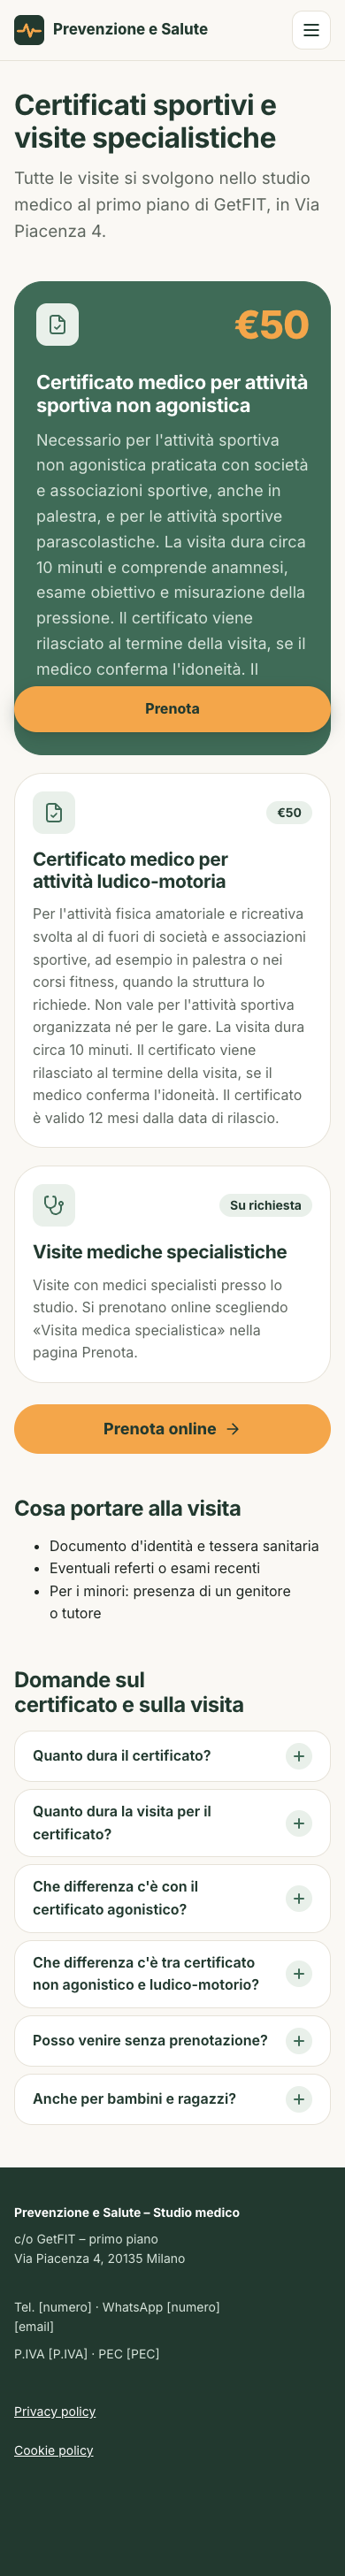 Prevenzione e Salute
Certificati sportivi e
visite specialistiche
Tutte le visite si svolgono nello studio
medico al primo piano di GetFIT, in Via
Piacenza 4.
€50
Certificato medico per attività
sportiva non agonistica
Necessario per l'attività sportiva
non agonistica praticata con società
e associazioni sportive, anche in
palestra, e per le attività sportive
parascolastiche. La visita dura circa
10 minuti e comprende anamnesi,
esame obiettivo e misurazione della
pressione. Il certificato viene
rilasciato al termine della visita, se il
medico conferma l'idoneità. Il
Prenota
€50
Certificato medico per
attività ludico-motoria
Per l'attività fisica amatoriale e ricreativa
svolta al di fuori di società e associazioni
sportive, ad esempio in palestra o nei
corsi fitness, quando la struttura lo
richiede. Non vale per l'attività sportiva
organizzata né per le gare. La visita dura
circa 10 minuti. Il certificato viene
rilasciato al termine della visita, se il
medico conferma l'idoneità. Il certificato
è valido 12 mesi dalla data di rilascio.
Su richiesta
Visite mediche specialistiche
Visite con medici specialisti presso lo
studio. Si prenotano online scegliendo
«Visita medica specialistica» nella
pagina Prenota.
Prenota online →
Cosa portare alla visita
• Documento d'identità e tessera sanitaria
• Eventuali referti o esami recenti
• Per i minori: presenza di un genitore
o tutore
Domande sul
certificato e sulla visita
Quanto dura il certificato?
Quanto dura la visita per il
certificato?
Che differenza c'è con il
certificato agonistico?
Che differenza c'è tra certificato
non agonistico e ludico-motorio?
Posso venire senza prenotazione?
Anche per bambini e ragazzi?
Prevenzione e Salute – Studio medico
c/o GetFIT – primo piano
Via Piacenza 4, 20135 Milano
Tel. [numero] · WhatsApp [numero]
[email]
P.IVA [P.IVA] · PEC [PEC]
Privacy policy
Cookie policy